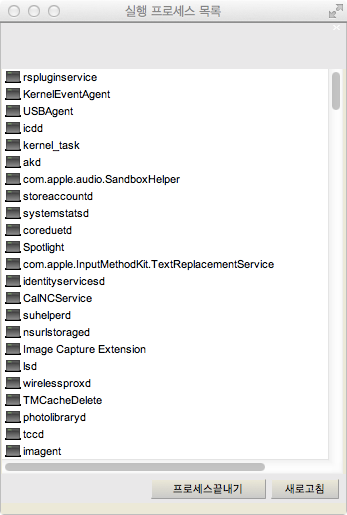 실행 프로세스 목록
rspluginservice
KernelEventAgent
USBAgent
icdd
kernel_task
akd
com.apple.audio.SandboxHelper
storeaccountd
systemstatsd
coreduetd
Spotlight
com.apple.InputMethodKit.TextReplacementService
identityservicesd
CalNCService
suhelperd
nsurlstoraged
Image Capture Extension
lsd
wirelessproxd
TMCacheDelete
photolibraryd
tccd
imagent
프로세스끝내기
새로고침